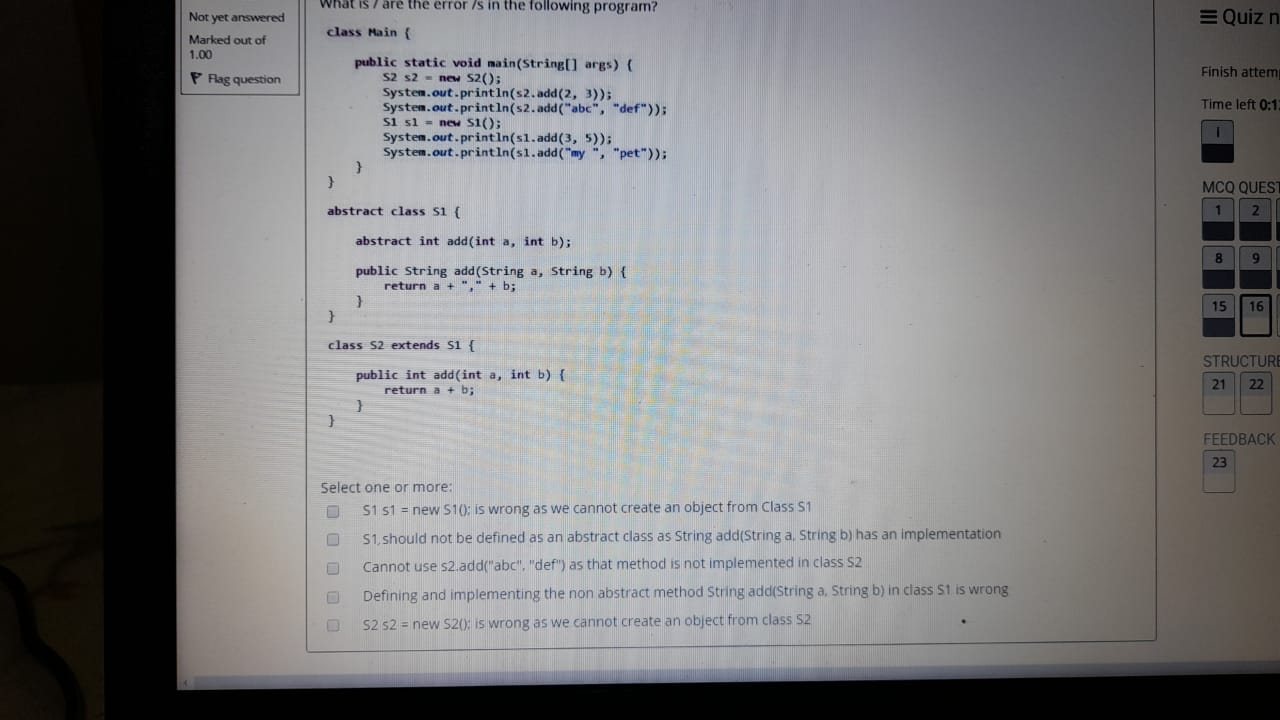 Not yet answered
Marked out of
1.00
Flag question
What is / are the error /s in the following program?
class Main {
public static void main(String[] args) {
S2 s2 = new S2();
System.out.println(s2.add(2, 3));
System.out.println(s2.add("abc", "def"));
S1 s1 = new S1();
System.out.println(s1.add(3, 5));
System.out.println(s1.add("my ", "pet"));
}
}
abstract class S1 {
abstract int add(int a, int b);
public String add(String a, String b) {
return a + "," + b;
}
}
class S2 extends S1 {
public int add(int a, int b) {
return a + b;
}
}
Select one or more:
S1 s1 = new S1(); is wrong as we cannot create an object from Class S1
S1, should not be defined as an abstract class as String add(String a, String b) has an implementation
Cannot use s2.add("abc", "def") as that method is not implemented in class S2
Defining and implementing the non abstract method String add(String a, String b) in class S1 is wrong
S2 s2 = new S2(); is wrong as we cannot create an object from class S2
Quiz n
Finish attem
Time left 0:1
I
MCQ QUEST
1 2
8 9
15 16
STRUCTURE
21 22
FEEDBACK
23